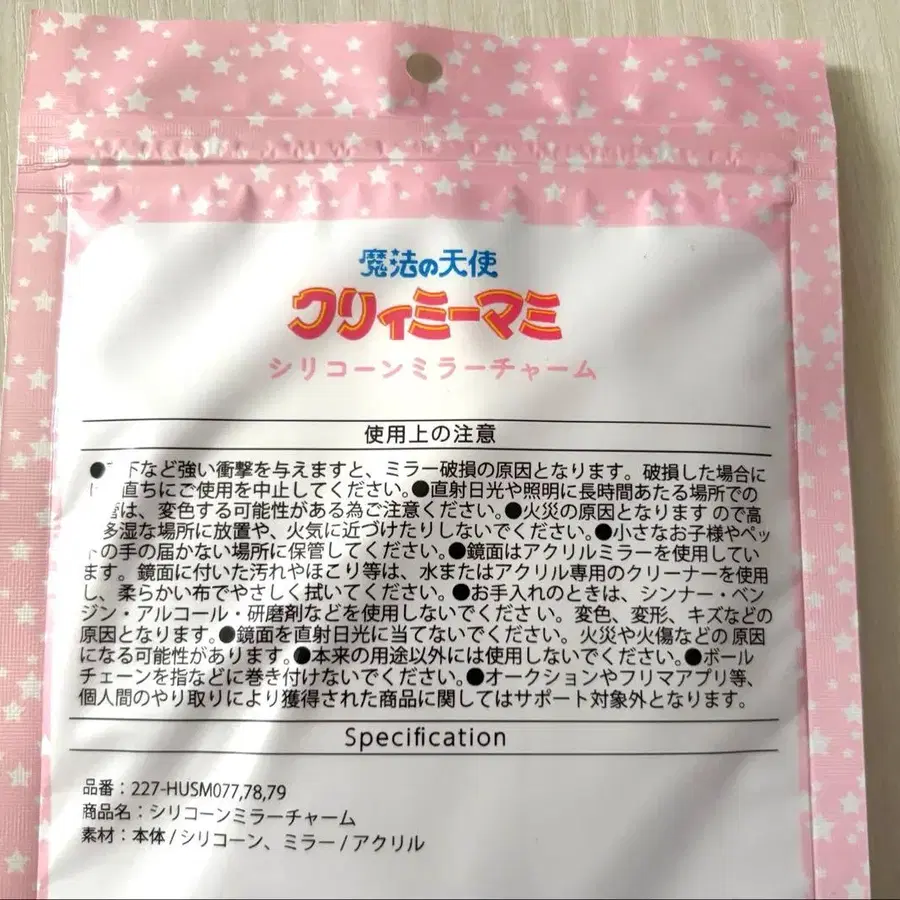 魔法の天使
クリィミーマミ
シリコーンミラーチャーム
使用上の注意
● 下など強い衝撃を与えますと、ミラー破損の原因となります。破損した場合に
直ちにご使用を中止してください。●直射日光や照明に長時間あたる場所での
管は、変色する可能性がある為ご注意ください。●火災の原因となりますので高
多湿な場所に放置や、火気に近づけたりしないでください。●小さなお子様やペッ
トの手の届かない場所に保管してください。●鏡面はアクリルミラーを使用してい
ます。鏡面に付いた汚れやほこり等は、水またはアクリル専用のクリーナーを使用
し、柔らかい布でやさしく拭いてください。●お手入れのときは、シンナー・ベン
ジン・アルコール・研磨剤などを使用しないでください。変色、変形、キズなどの
原因となります。●鏡面を直射日光に当てないでください。火災や火傷などの原因
になる可能性があります。●本来の用途以外には使用しないでください。●ボール
チェーンを指などに巻き付けないでください。●オークションやフリマアプリ等、
個人間のやり取りにより獲得された商品に関してはサポート対象外となります。
Specification
品番：227-HUSM077,78,79
商品名：シリコーンミラーチャーム
素材：本体/シリコーン、ミラー/アクリル